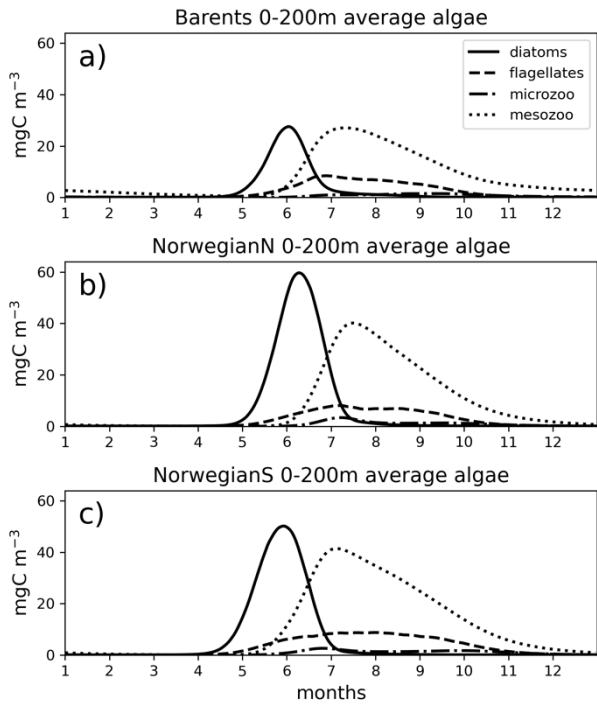 Barents 0-200m average algae
a)
mgC m⁻³
60
40
20
0
diatoms
flagellates
microzoo
mesozoo
1 2 3 4 5 6 7 8 9 10 11 12
NorwegianN 0-200m average algae
b)
mgC m⁻³
60
40
20
0
1 2 3 4 5 6 7 8 9 10 11 12
NorwegianS 0-200m average algae
c)
mgC m⁻³
60
40
20
0
1 2 3 4 5 6 7 8 9 10 11 12
months